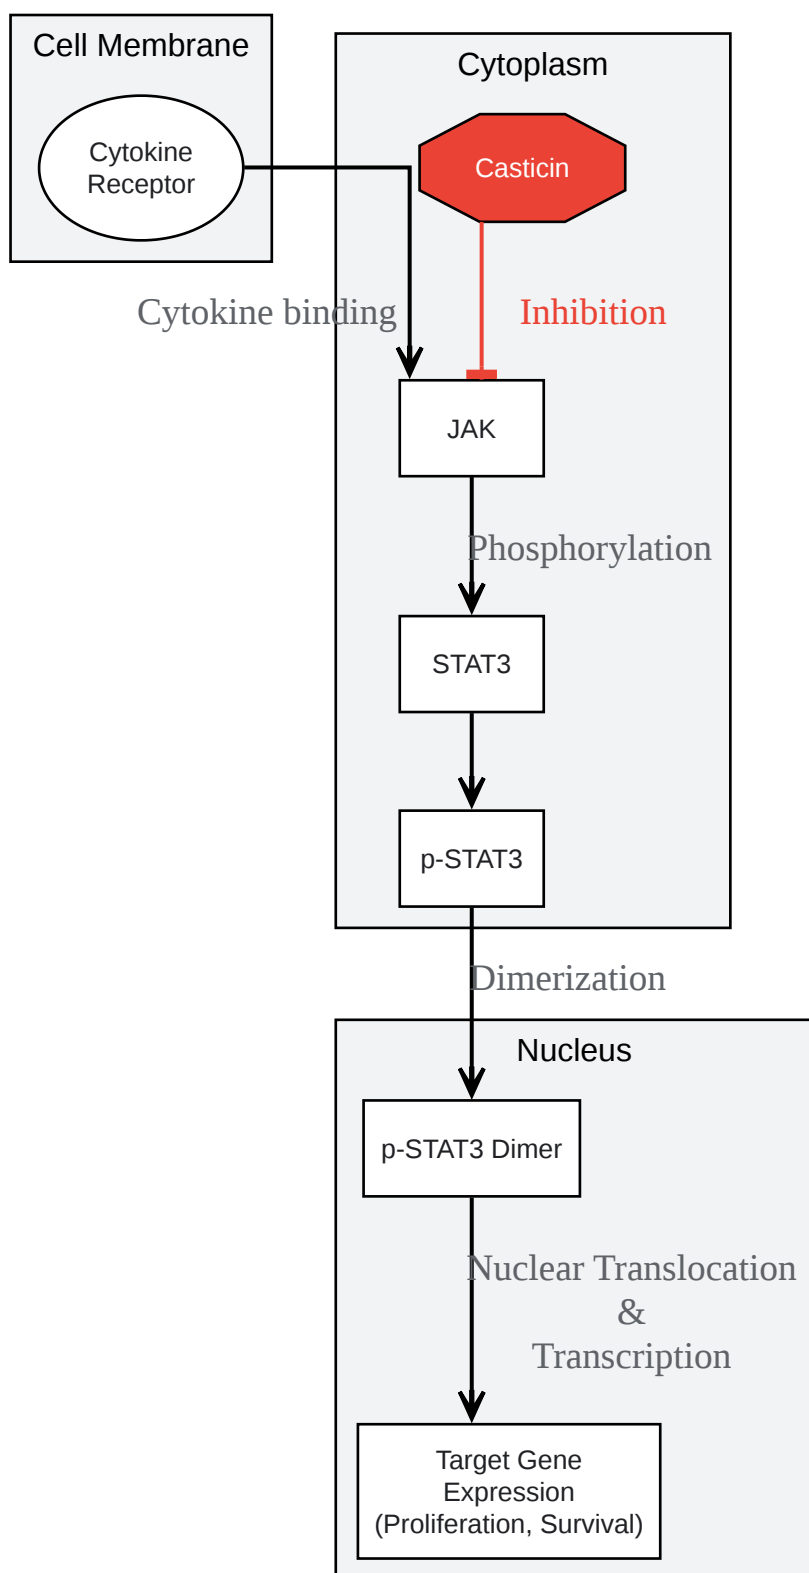 Cell Membrane
Cytoplasm
Cytokine
Receptor
Casticin
Cytokine binding
Inhibition
JAK
Phosphorylation
STAT3
p-STAT3
Dimerization
Nucleus
p-STAT3 Dimer
Nuclear Translocation
&
Transcription
Target Gene
Expression
(Proliferation, Survival)